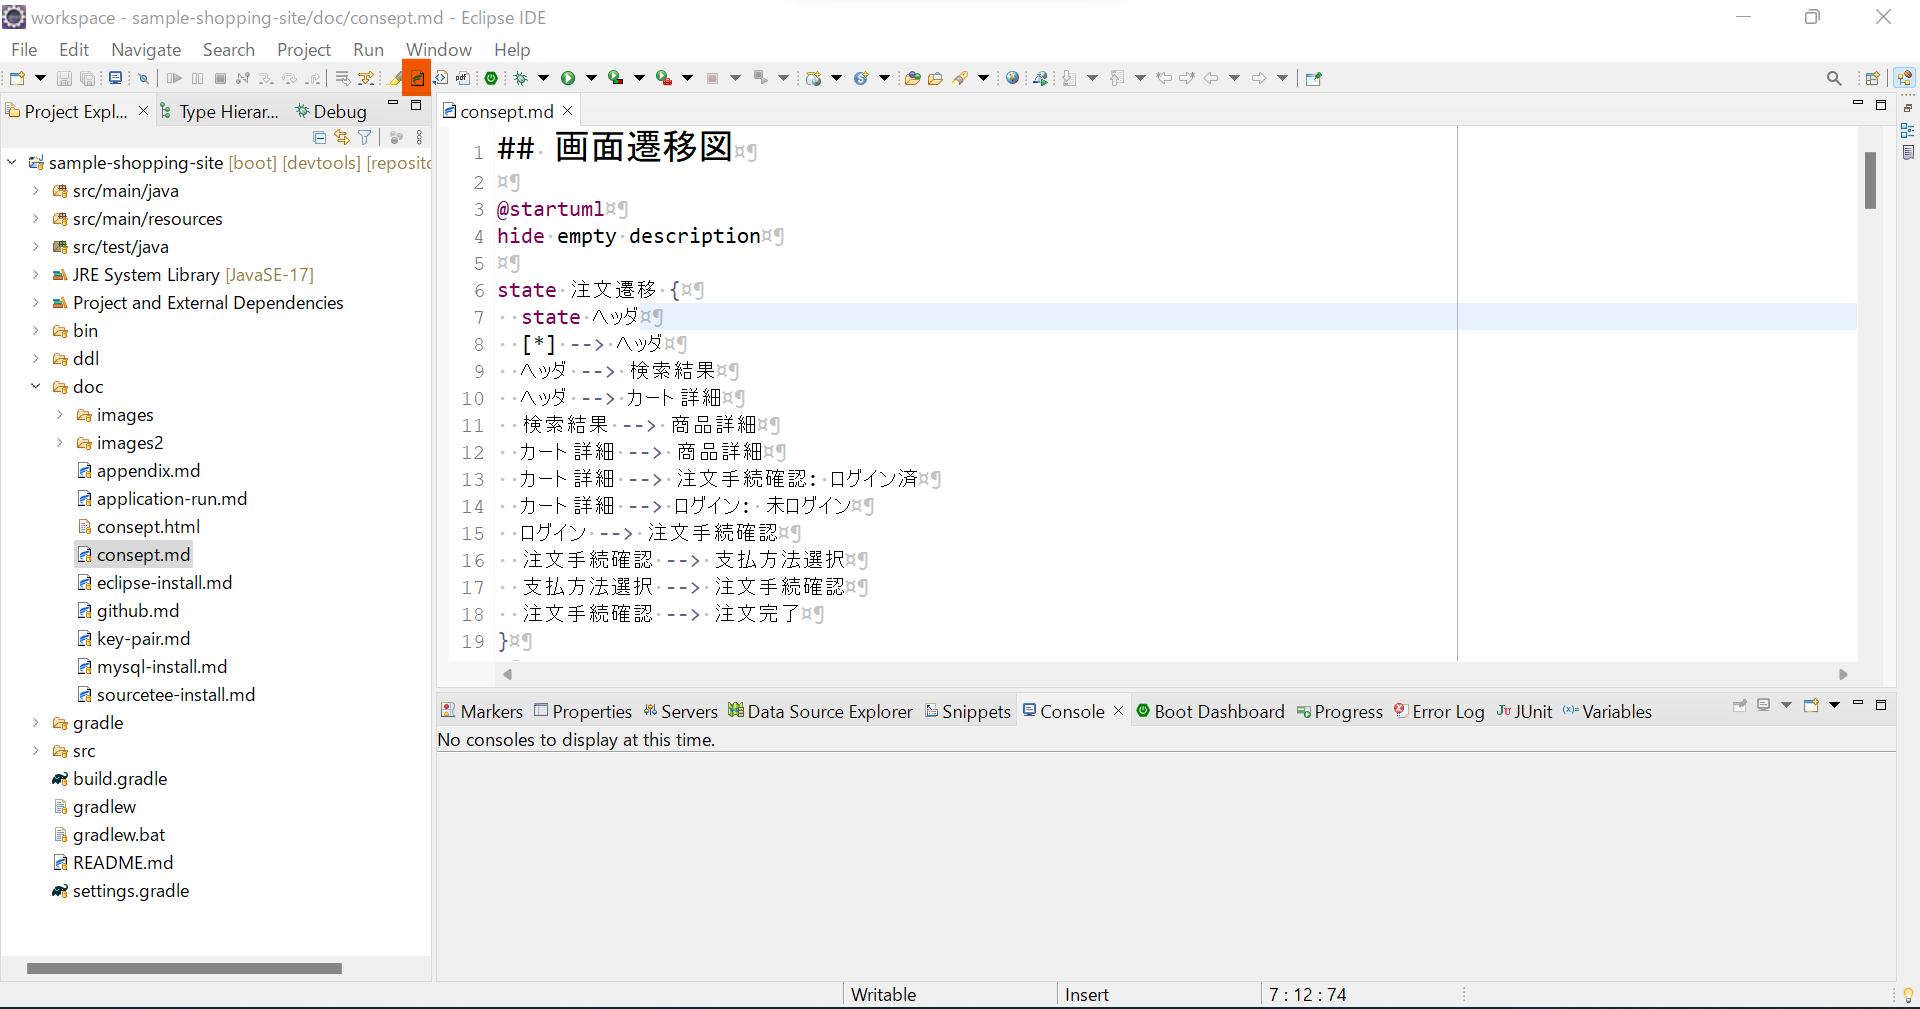 workspace - sample-shopping-site/doc/consept.md - Eclipse IDE
File Edit Navigate Search Project Run Window Help
Project Expl... Type Hierar... Debug
consept.md
sample-shopping-site [boot] [devtools] [reposito
src/main/java
src/main/resources
src/test/java
JRE System Library [JavaSE-17]
Project and External Dependencies
bin
ddl
doc
images
images2
appendix.md
application-run.md
consept.html
consept.md
eclipse-install.md
github.md
key-pair.md
mysql-install.md
sourcetee-install.md
gradle
src
build.gradle
gradlew
gradlew.bat
README.md
settings.gradle
1 ## 画面遷移図¤¶
2 ¤¶
3 @startuml¤¶
4 hide·empty·description¤¶
5 ¤¶
6 state·注文遷移·{¤¶
7 ··state·ヘッダ¤¶
8 ··[*]·-->·ヘッダ¤¶
9 ··ヘッダ·-->·検索結果¤¶
10 ··ヘッダ·-->·カート詳細¤¶
11 ··検索結果·-->·商品詳細¤¶
12 ··カート詳細·-->·商品詳細¤¶
13 ··カート詳細·-->·注文手続確認:·ログイン済¤¶
14 ··カート詳細·-->·ログイン:·未ログイン¤¶
15 ··ログイン·-->·注文手続確認¤¶
16 ··注文手続確認·-->·支払方法選択¤¶
17 ··支払方法選択·-->·注文手続確認¤¶
18 ··注文手続確認·-->·注文完了¤¶
19 }¤¶
Markers Properties Servers Data Source Explorer Snippets Console Boot Dashboard Progress Error Log JUnit Variables
No consoles to display at this time.
Writable Insert 7 : 12 : 74